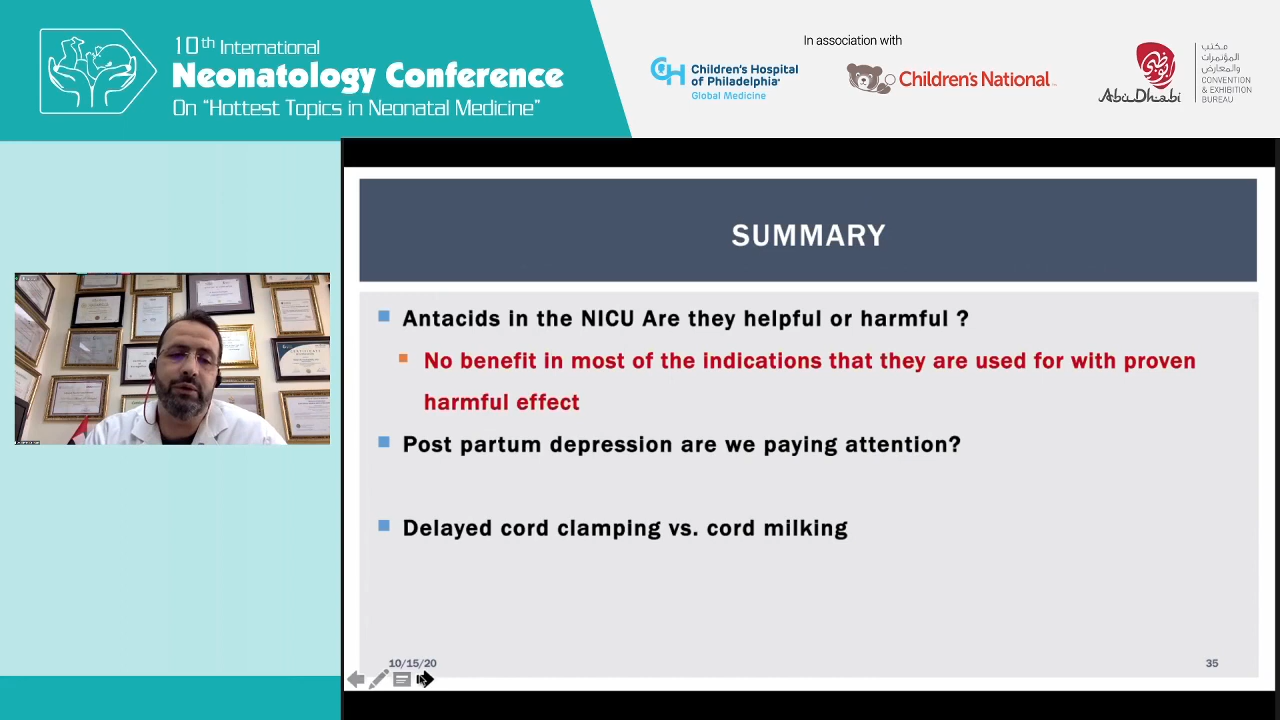 10th International
Neonatology Conference
On "Hottest Topics in Neonatal Medicine"
In association with
Children's Hospital
of Philadelphia
Global Medicine
Children's National
AbuDhabi
أبوظبي
مكتب
المؤتمرات
والمعارض
CONVENTION
& EXHIBITION
BUREAU
SUMMARY
Antacids in the NICU Are they helpful or harmful ?
No benefit in most of the indications that they are used for with proven
harmful effect
Post partum depression are we paying attention?
Delayed cord clamping vs. cord milking
10/15/20
35